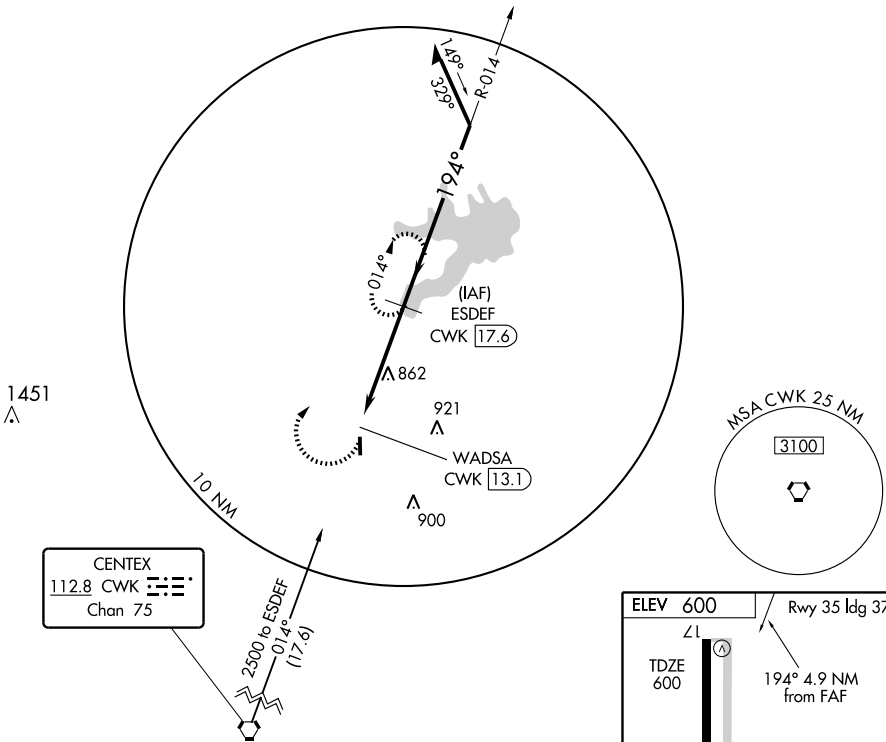 149°
329°
R-014
194°
014°
(IAF)
ESDEF
CWK 17.6
862
1451
921
WADSA
CWK 13.1
900
10 NM
MSA CWK 25 NM
3100
CENTEX
112.8 CWK
Chan 75
2500 to ESDEF
014°
(17.6)
ELEV 600
Rwy 35 ldg 37
17
TDZE
600
194° 4.9 NM
from FAF